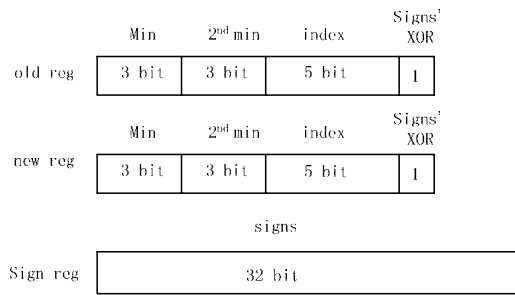 Signs'
Min 2nd min index XOR
old reg 3 bit 3 bit 5 bit 1
Signs'
Min 2nd min index XOR
new reg 3 bit 3 bit 5 bit 1
signs
Sign reg 32 bit